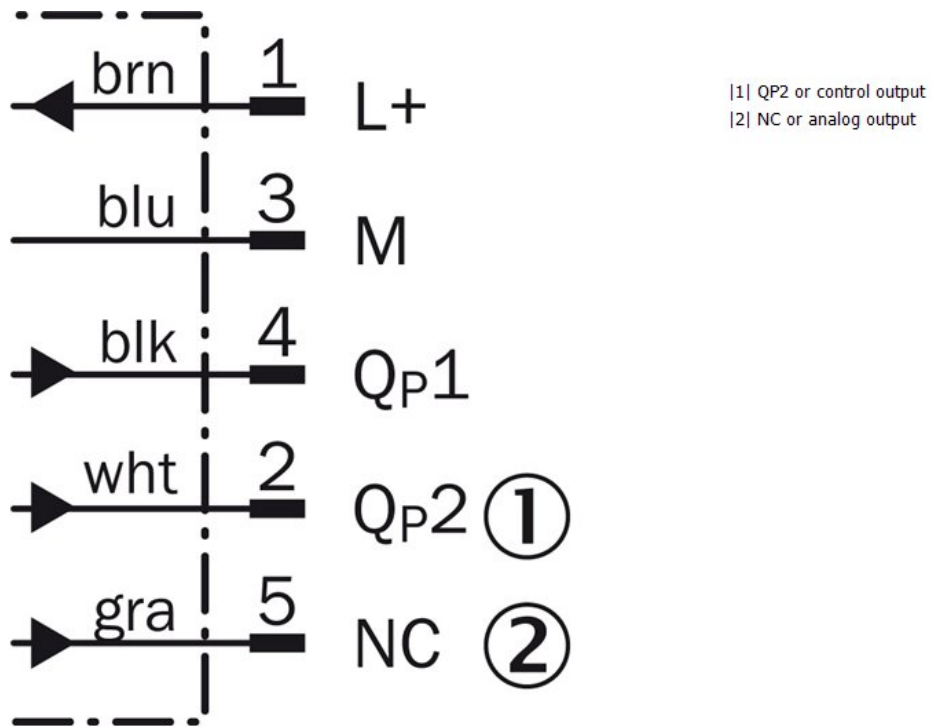 brn 1 L+
|1| QP2 or control output
|2| NC or analog output
blu 3 M
blk 4 QP1
wht 2 QP2 ①
gra 5 NC ②